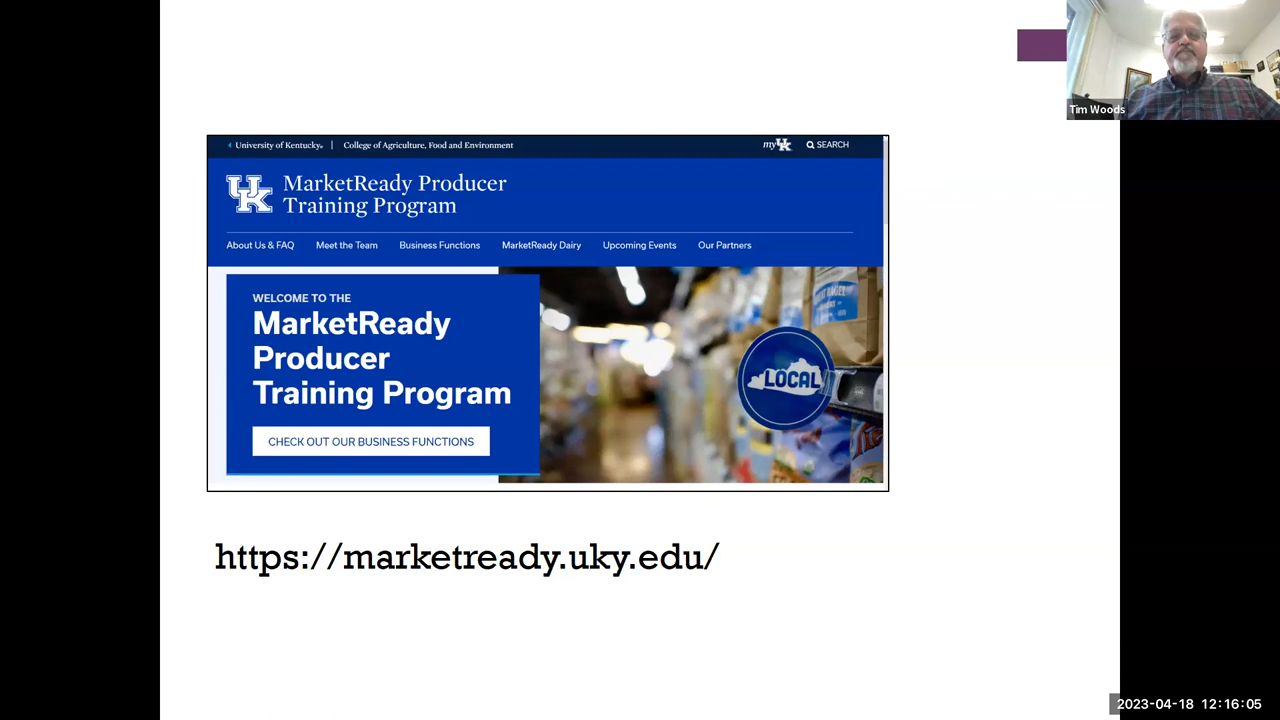 Tim Woods
University of Kentucky® | College of Agriculture, Food and Environment
myUK
SEARCH
UK
MarketReady Producer
Training Program
About Us & FAQ
Meet the Team
Business Functions
MarketReady Dairy
Upcoming Events
Our Partners
WELCOME TO THE
MarketReady
Producer
Training Program
CHECK OUT OUR BUSINESS FUNCTIONS
LOCAL
https://marketready.uky.edu/
2023-04-18 12:16:05